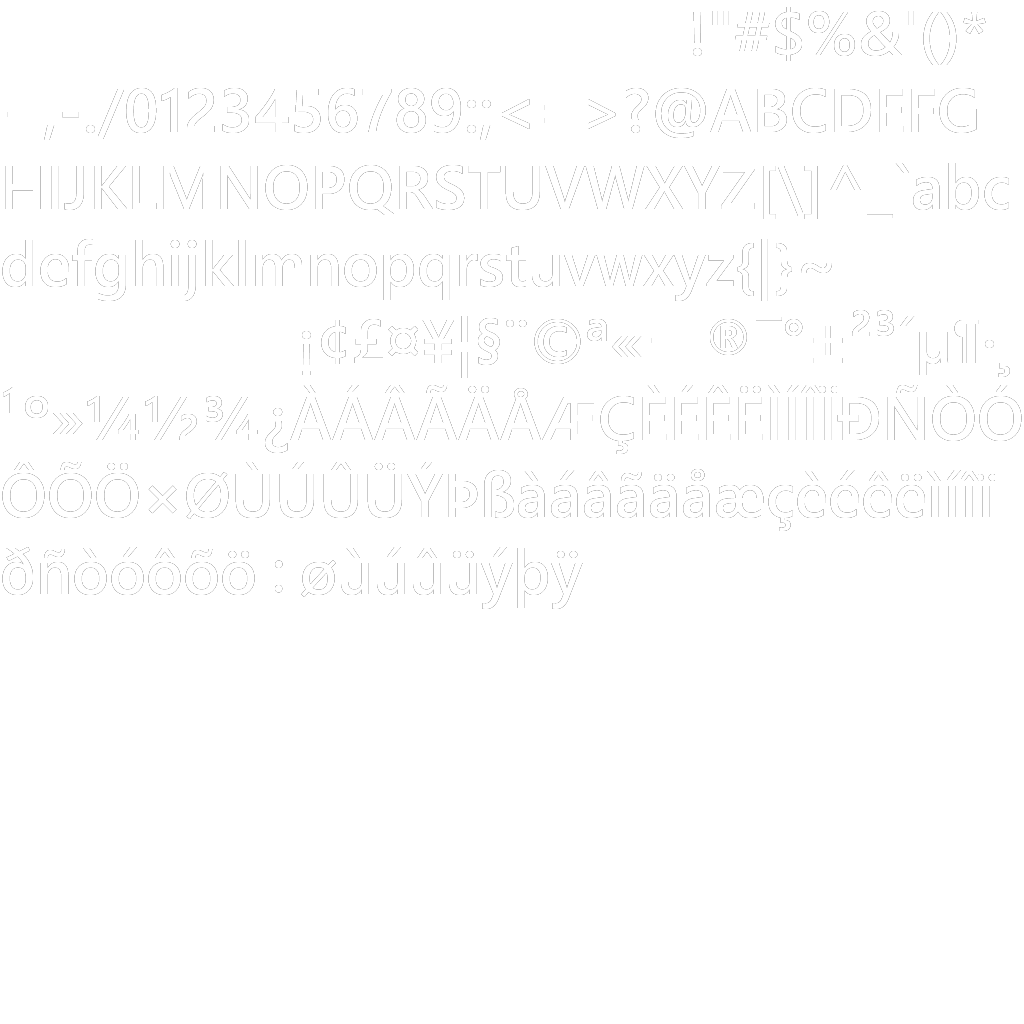 !"#$%&'()*
+,-./0123456789:;<=>?@ABCDEFG
HIJKLMNOPQRSTUVWXYZ[\]^_`abc
defghijklmnopqrstuvwxyz{|}~
¡¢£¤¥¦§¨©ª«¬®¯°±²³´µ¶·¸
¹º»¼½¾¿ÀÁÂÃÄÅÆÇÈÉÊËÌÍÎÏÐÑÒÓ
ÔÕÖ×ØÙÚÛÜÝÞßàáâãäåæçèéêëìíîï
ðñòóôõö÷øùúûüýþÿ